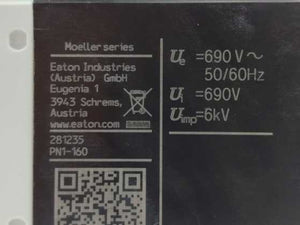 Moeller series
Eaton Industries
(Austria) GmbH
Eugenia 1
3943 Schrems,
Austria
www.eaton.com
281235
PN1-160
Ue =690 V~
50/60Hz
Ui =690V
Uimp=6kV